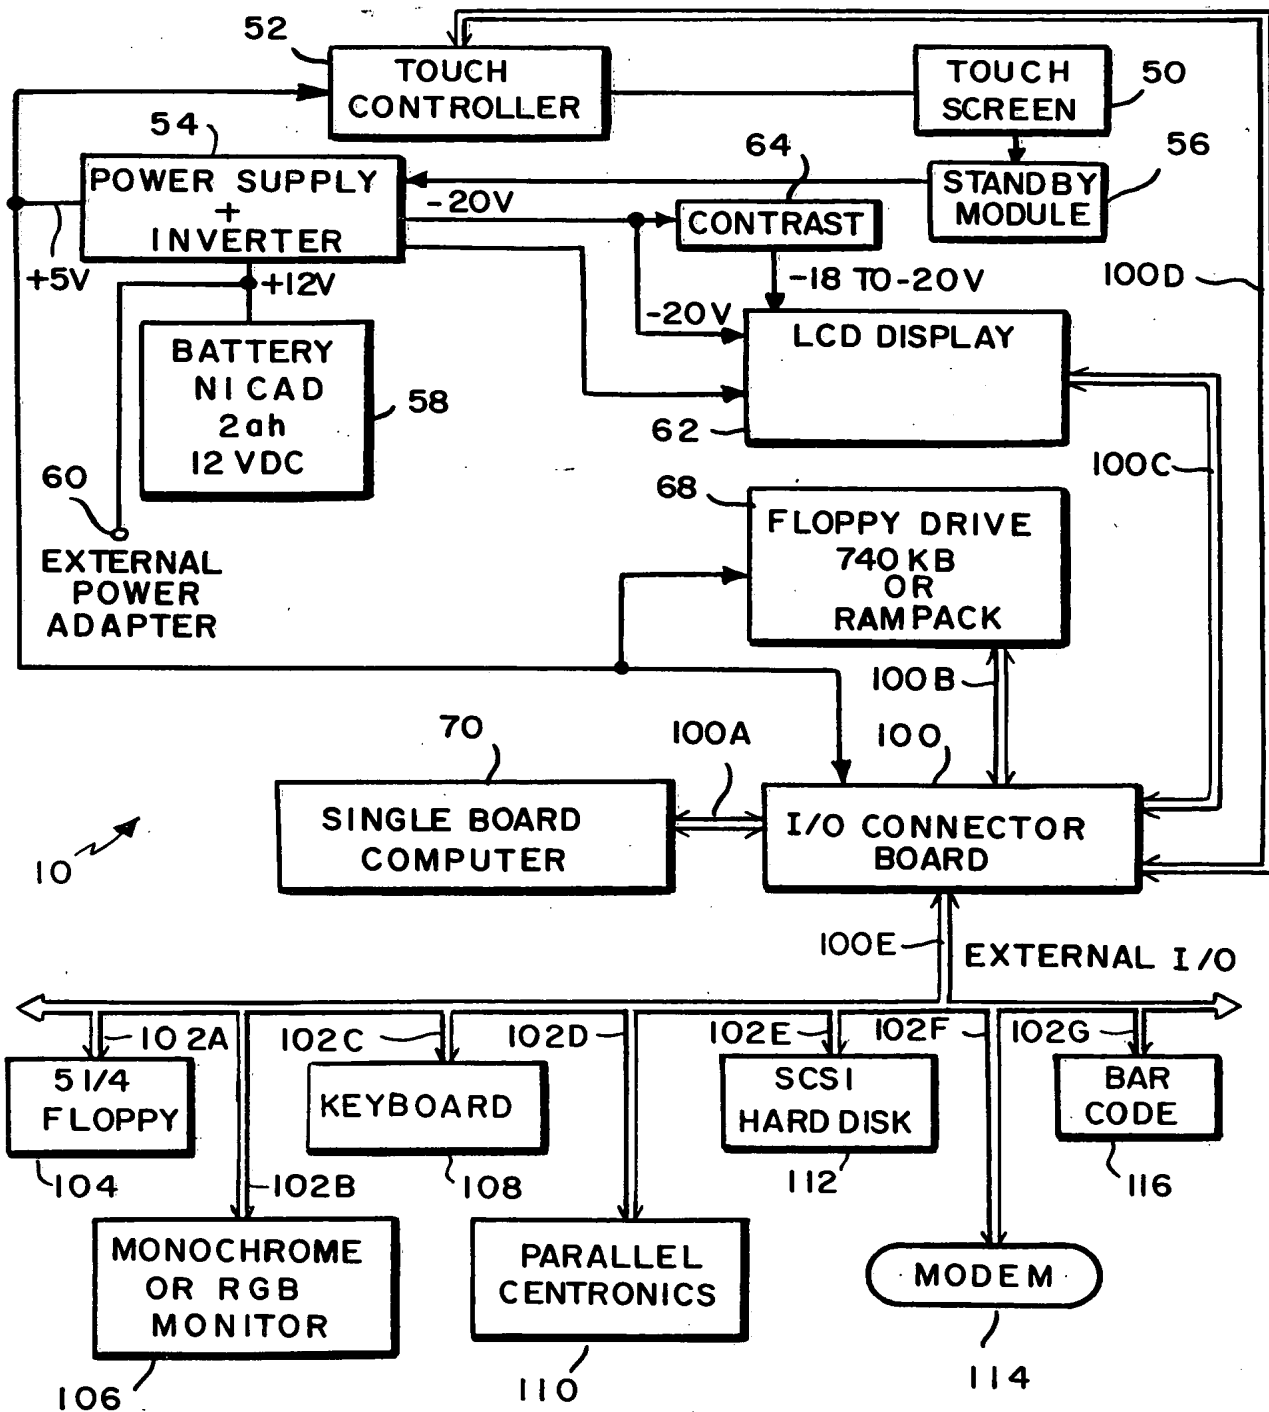 52
TOUCH
CONTROLLER
TOUCH
SCREEN
50
54
POWER SUPPLY
+
INVERTER
-20V
64
CONTRAST
STANDBY
MODULE
56
+5V
+12V
-18 TO -20V
100D
BATTERY
NI CAD
2ah
12 VDC
58
-20V
LCD DISPLAY
62
100C
60
EXTERNAL
POWER
ADAPTER
68
FLOPPY DRIVE
740 KB
OR
RAM PACK
100B
70
100A
100
SINGLE BOARD
COMPUTER
I/O CONNECTOR
BOARD
10
100E
EXTERNAL I/O
102A
102C
102D
102E
102F
102G
5 1/4
FLOPPY
KEYBOARD
SCSI
HARD DISK
BAR
CODE
104
102B
108
112
116
MONOCHROME
OR RGB
MONITOR
PARALLEL
CENTRONICS
MODEM
106
110
114